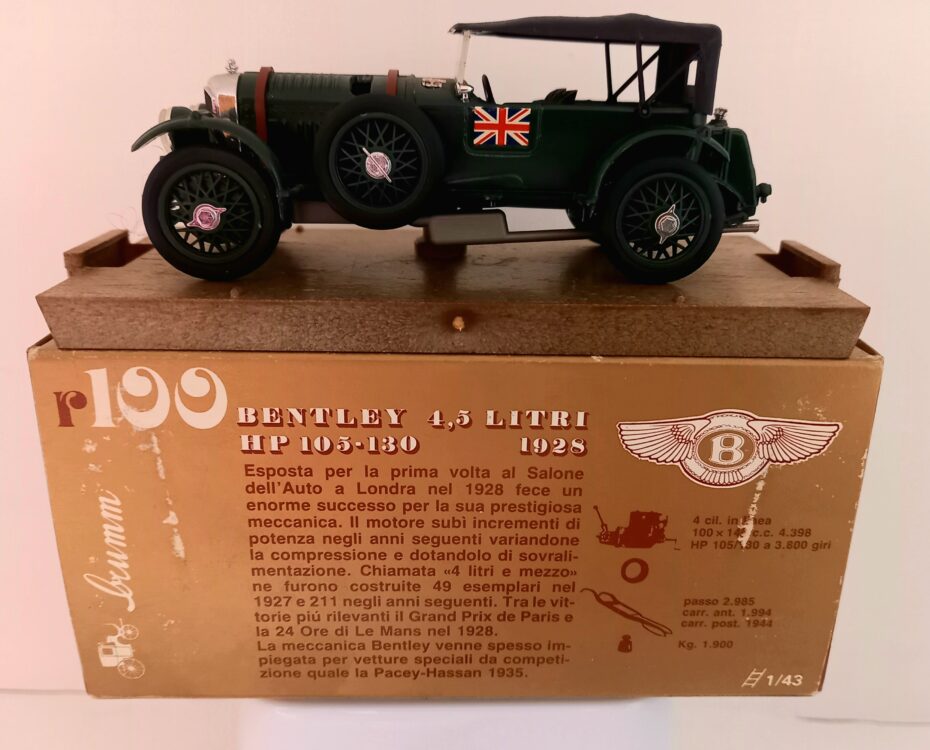 r100
BENTLEY 4,5 LITRI
HP 105-130 1928
Esposta per la prima volta al Salone
dell'Auto a Londra nel 1928 fece un
enorme successo per la sua prestigiosa
meccanica. Il motore subì incrementi di
potenza negli anni seguenti variandone
la compressione e dotandolo di sovrali-
mentazione. Chiamata «4 litri e mezzo»
ne furono costruite 49 esemplari nel
1927 e 211 negli anni seguenti. Tra le vit-
torie piú rilevanti il Grand Prix de Paris e
la 24 Ore di Le Mans nel 1928.
La meccanica Bentley venne spesso im-
piegata per vetture speciali da competi-
zione quale la Pacey-Hassan 1935.
brumm
B
4 cil. in linea
100 x c.c. 4.398
HP 105/130 a 3.800 giri
passo 2.985
carr. ant. 1.994
carr. post. 1944
Kg. 1.900
1/43